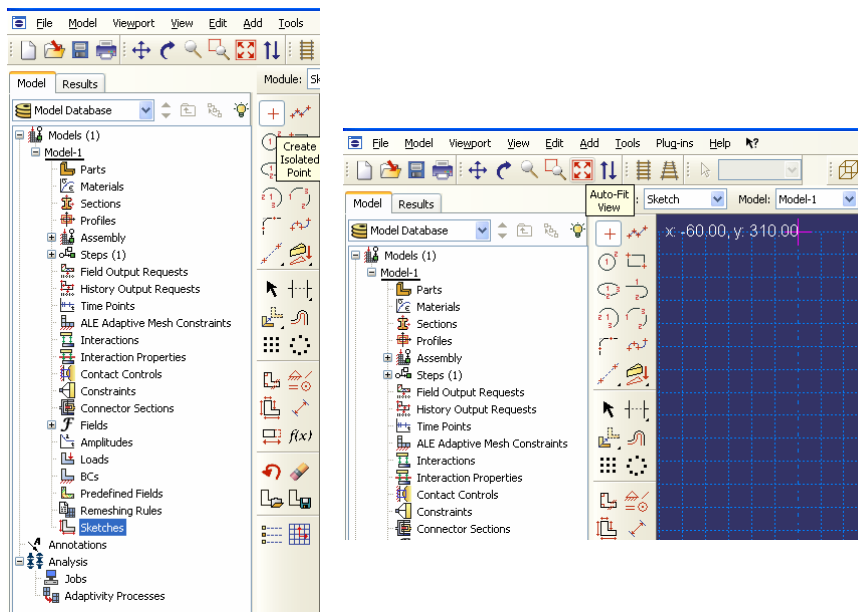 File Model Viewport View Edit Add Tools
Model Results
Module: Sk
Model Database
Models (1)
Model-1
Parts
Materials
Sections
Profiles
Assembly
Steps (1)
Field Output Requests
History Output Requests
Time Points
ALE Adaptive Mesh Constraints
Interactions
Interaction Properties
Contact Controls
Constraints
Connector Sections
Fields
Amplitudes
Loads
BCs
Predefined Fields
Remeshing Rules
Sketches
Annotations
Analysis
Jobs
Adaptivity Processes
Create
Isolated
Point
f(x)
File Model Viewport View Edit Add Tools Plug-ins Help ?
Auto-Fit
View
Model Results
: Sketch Model: Model-1
Model Database
x: -60.00, y: 310.00
Models (1)
Model-1
Parts
Materials
Sections
Profiles
Assembly
Steps (1)
Field Output Requests
History Output Requests
Time Points
ALE Adaptive Mesh Constraints
Interactions
Interaction Properties
Contact Controls
Constraints
Connector Sections